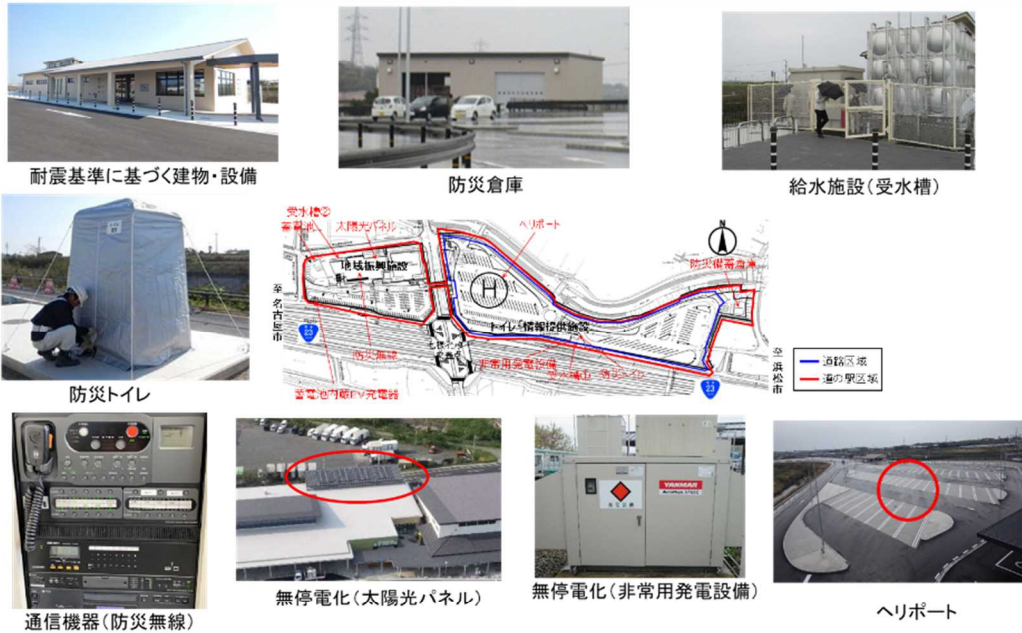 耐震基準に基づく建物・設備
防災倉庫
給水施設(受水槽)
受水槽②
太陽光パネル
ヘリポート
N
地域振興施設
防災備蓄倉庫
H
至名古屋市
トイレ・情報提供施設
23
防災無線
非常用発電設備
至浜松市
道路区域
道の駅区域
蓄電池内蔵EV充電器
23
防災トイレ
YANMAR
無停電化(太陽光パネル)
無停電化(非常用発電設備)
ヘリポート
通信機器(防災無線)